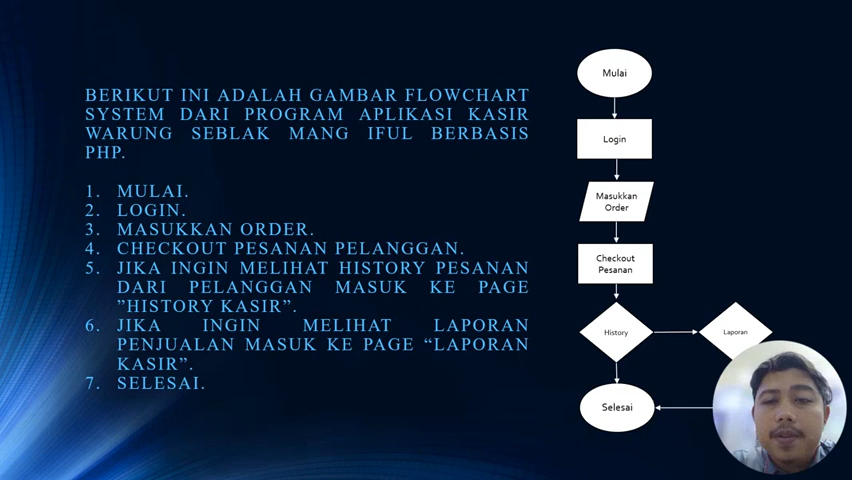 BERIKUT INI ADALAH GAMBAR FLOWCHART
SYSTEM DARI PROGRAM APLIKASI KASIR
WARUNG SEBLAK MANG IFUL BERBASIS
PHP.
1. MULAI.
2. LOGIN.
3. MASUKKAN ORDER.
4. CHECKOUT PESANAN PELANGGAN.
5. JIKA INGIN MELIHAT HISTORY PESANAN
DARI PELANGGAN MASUK KE PAGE
”HISTORY KASIR”.
6. JIKA INGIN MELIHAT LAPORAN
PENJUALAN MASUK KE PAGE “LAPORAN
KASIR”.
7. SELESAI.
Mulai
Login
Masukkan
Order
Checkout
Pesanan
History
Laporan
Selesai